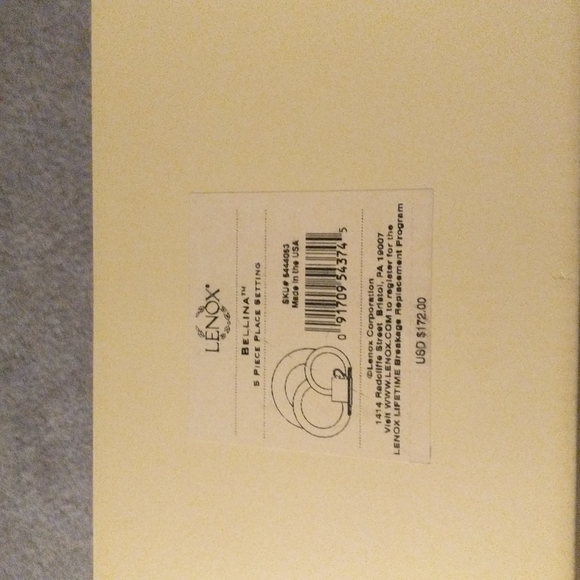 LENOX®
BELLINA™
5 PIECE PLACE SETTING
SKU# 6444053
Made in the USA
0 91709 54374 5
©Lenox Corporation
1414 Radcliffe Street Bristol, PA 19007
Visit WWW.LENOX.COM to register for the
LENOX LIFETIME Breakage Replacement Program
USD $172.00